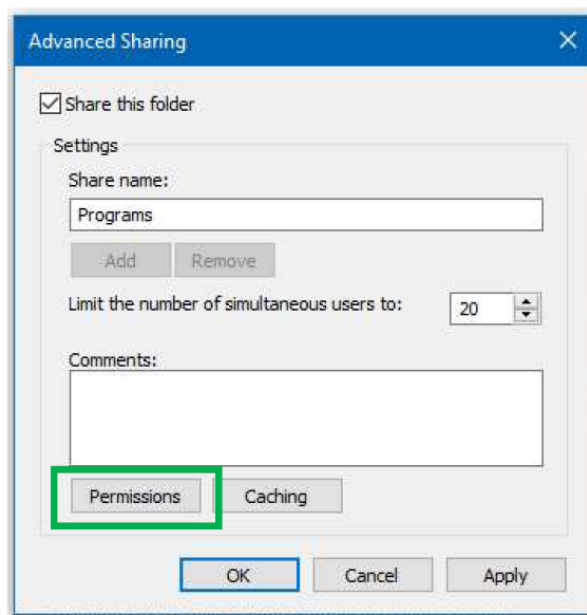 Advanced Sharing
Share this folder
Settings
Share name:
Programs
Add Remove
Limit the number of simultaneous users to: 20
Comments:
Permissions Caching
OK Cancel Apply